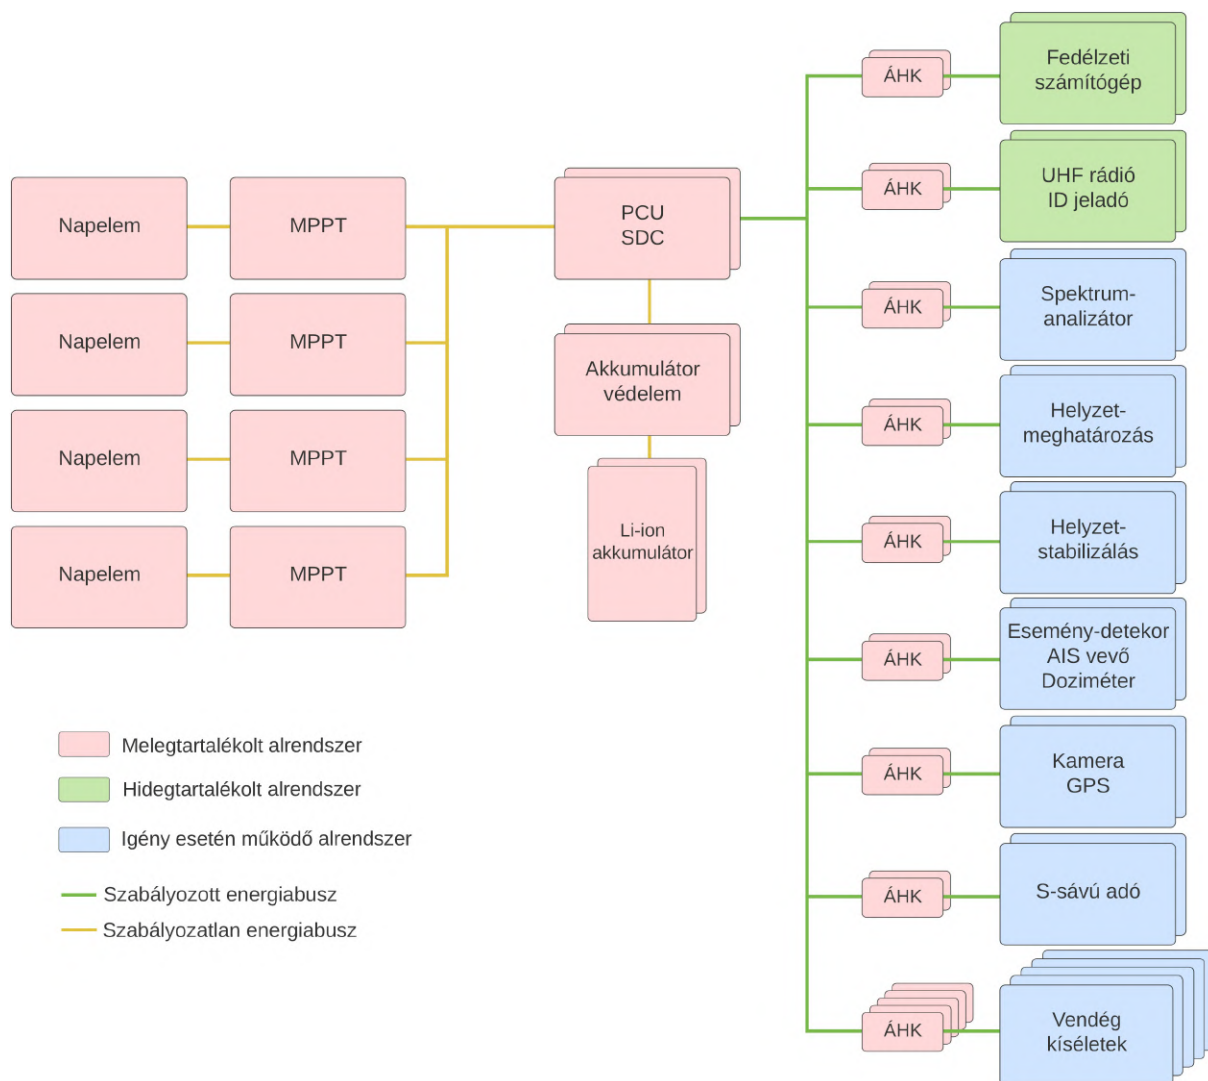 ÁHK
Fedélzeti
számítógép
ÁHK
UHF rádió
ID jeladó
Napelem
MPPT
PCU
SDC
ÁHK
Spektrum-
analizátor
Napelem
MPPT
Akkumulátor
védelem
ÁHK
Helyzet-
meghatározás
Napelem
MPPT
Li-ion
akkumulátor
ÁHK
Helyzet-
stabilizálás
Napelem
MPPT
ÁHK
Esemény-detekor
AIS vevő
Doziméter
Melegtartalékolt alrendszer
Hidegtartalékolt alrendszer
Igény esetén működő alrendszer
Szabályozott energiabusz
Szabályozatlan energiabusz
ÁHK
Kamera
GPS
ÁHK
S-sávú adó
ÁHK
Vendég
kíséletek